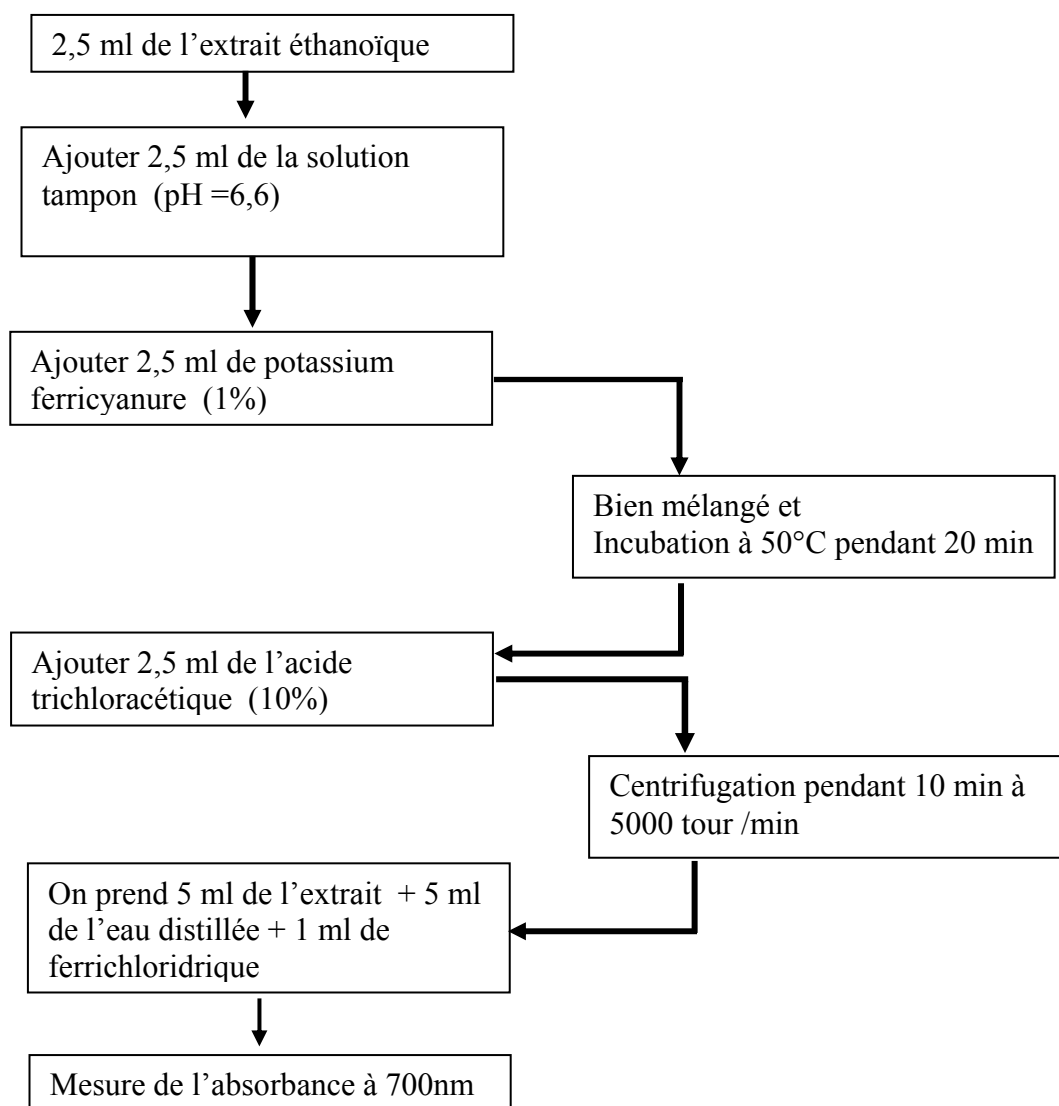 2,5 ml de l’extrait éthanoïque
Ajouter 2,5 ml de la solution
tampon (pH =6,6)
Ajouter 2,5 ml de potassium
ferricyanure (1%)
Bien mélangé et
Incubation à 50°C pendant 20 min
Ajouter 2,5 ml de l’acide
trichloracétique (10%)
Centrifugation pendant 10 min à
5000 tour /min
On prend 5 ml de l’extrait + 5 ml
de l’eau distillée + 1 ml de
ferrichloridrique
Mesure de l’absorbance à 700nm